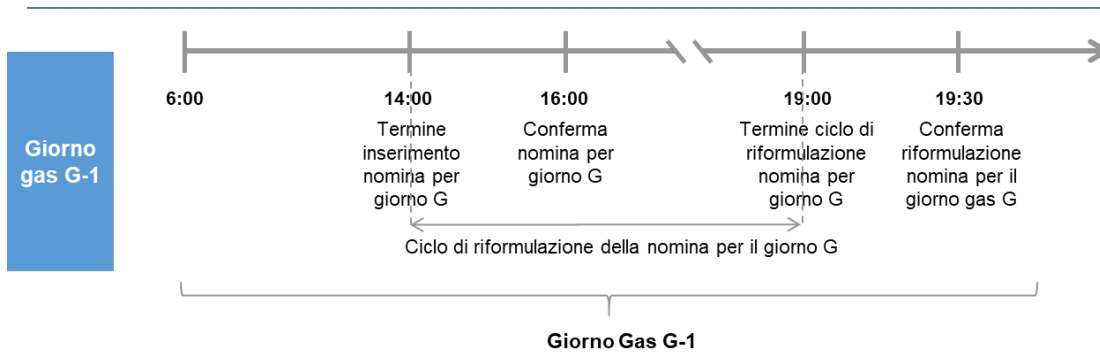 6:00
14:00
16:00
19:00
19:30
Giorno
gas G-1
Termine
inserimento
nomina per
giorno G
Conferma
nomina per
giorno G
Termine ciclo di
riformulazione
nomina per
giorno G
Conferma
riformulazione
nomina per il
giorno gas G
Ciclo di riformulazione della nomina per il giorno G
Giorno Gas G-1